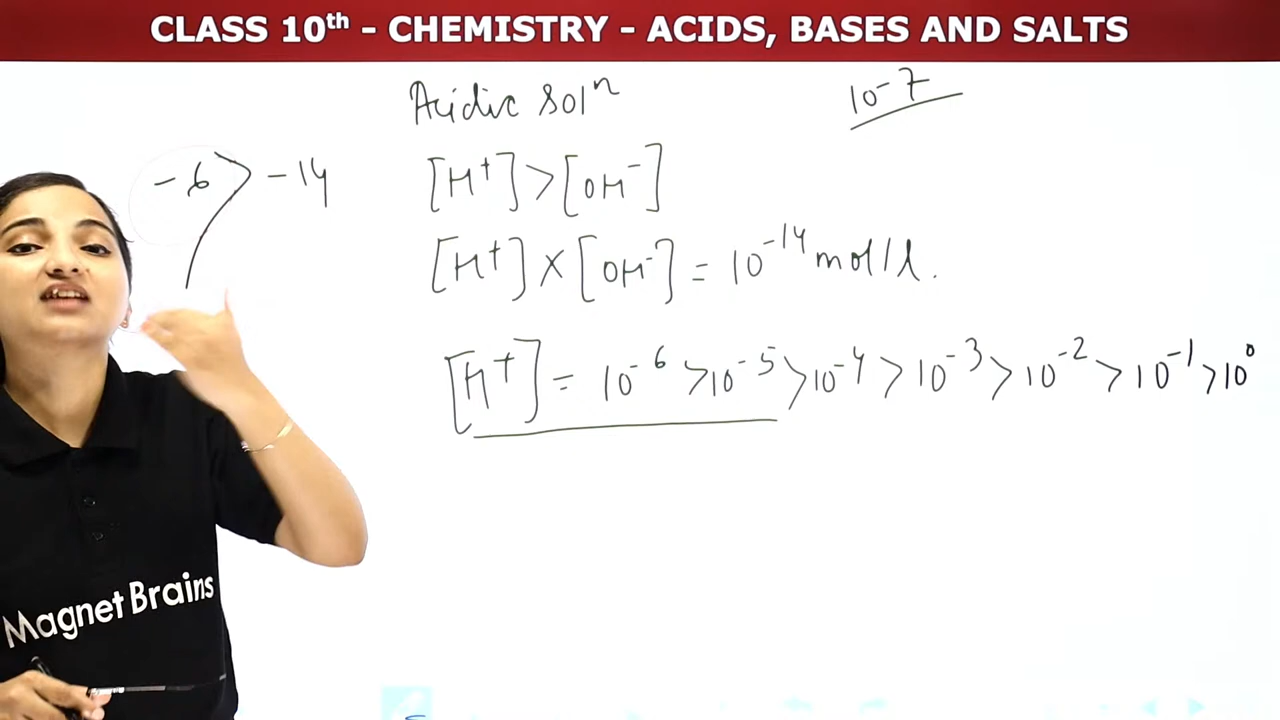 CLASS 10th - CHEMISTRY - ACIDS, BASES AND SALTS
Acidic Solⁿ
10⁻⁷
-6 > -14
[H⁺] > [OH⁻]
[H⁺] × [OH⁻] = 10⁻¹⁴ mol/l.
[H⁺] = 10⁻⁶ > 10⁻⁵ > 10⁻⁴ > 10⁻³ > 10⁻² > 10⁻¹ > 10⁰
Magnet Brains